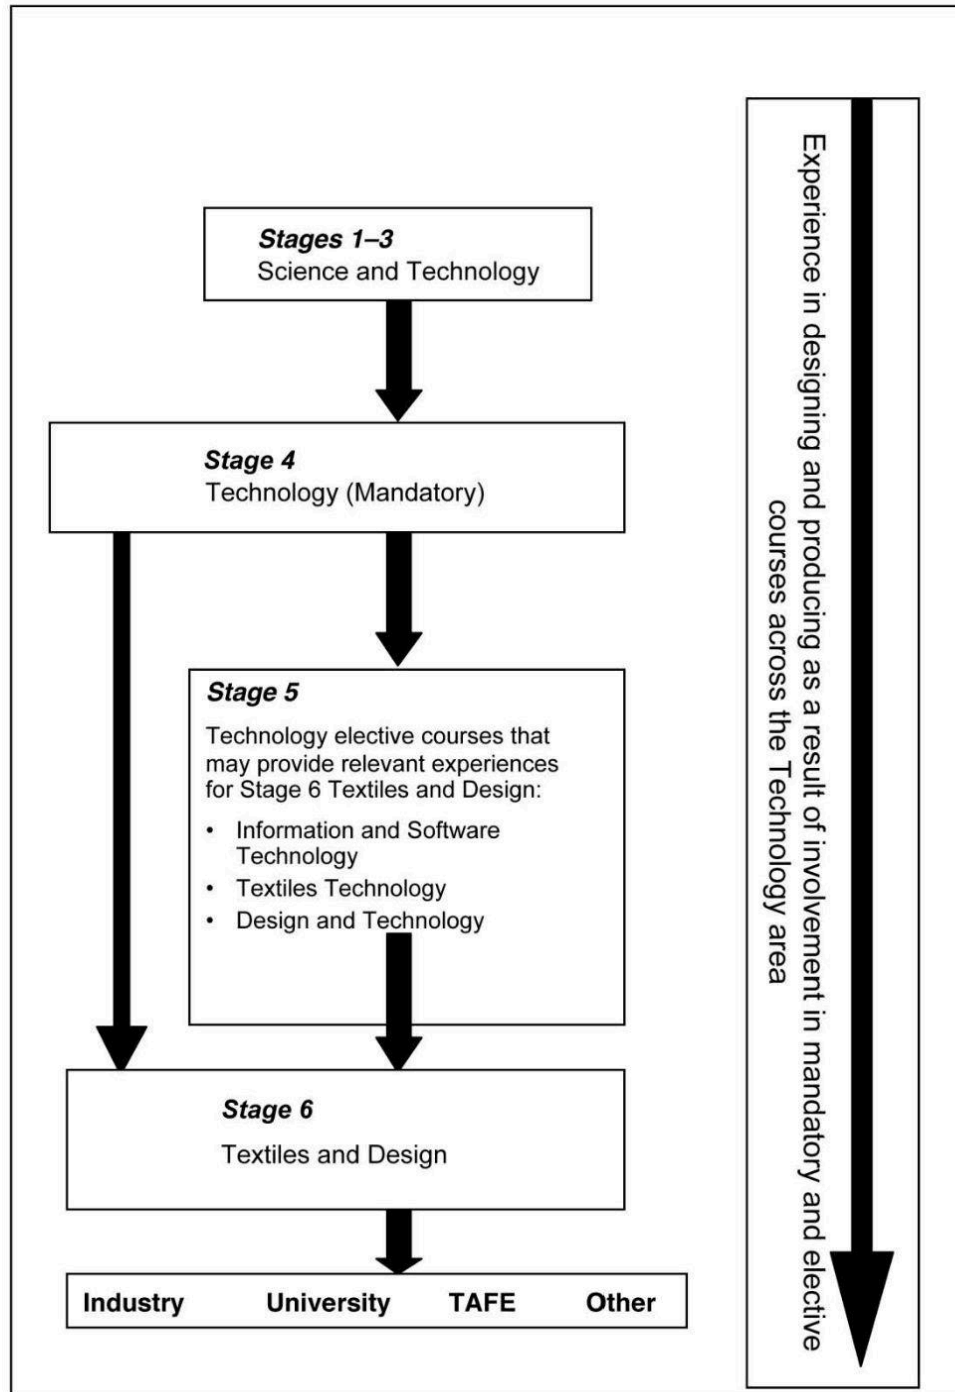 Stages 1–3
Science and Technology
Stage 4
Technology (Mandatory)
Stage 5
Technology elective courses that
may provide relevant experiences
for Stage 6 Textiles and Design:
• Information and Software
Technology
• Textiles Technology
• Design and Technology
Stage 6
Textiles and Design
Industry University TAFE Other
Experience in designing and producing as a result of involvement in mandatory and elective
courses across the Technology area